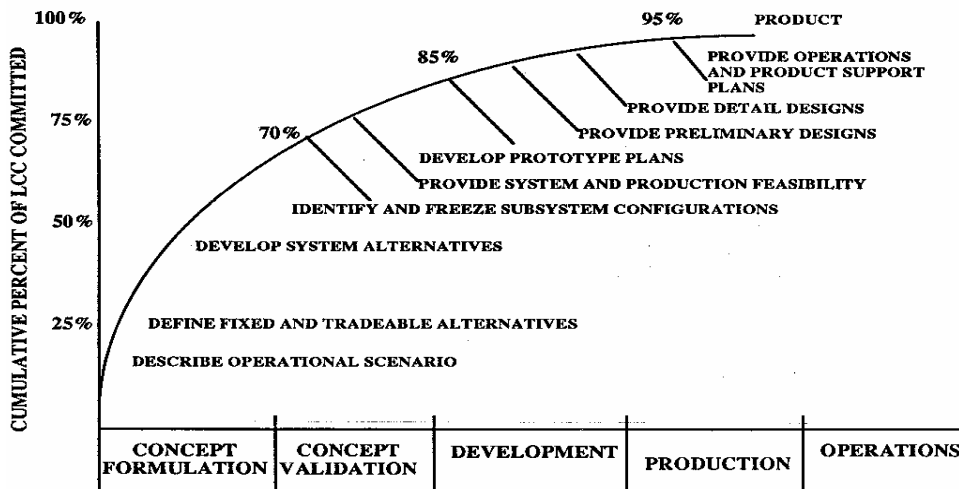 100%
95%
PRODUCT
PROVIDE OPERATIONS
AND PRODUCT SUPPORT
PLANS
85%
PROVIDE DETAIL DESIGNS
75%
70%
PROVIDE PRELIMINARY DESIGNS
DEVELOP PROTOTYPE PLANS
PROVIDE SYSTEM AND PRODUCTION FEASIBILITY
IDENTIFY AND FREEZE SUBSYSTEM CONFIGURATIONS
50%
DEVELOP SYSTEM ALTERNATIVES
25%
DEFINE FIXED AND TRADEABLE ALTERNATIVES
DESCRIBE OPERATIONAL SCENARIO
CUMULATIVE PERCENT OF LCC COMMITTED
CONCEPT
FORMULATION
CONCEPT
VALIDATION
DEVELOPMENT
PRODUCTION
OPERATIONS